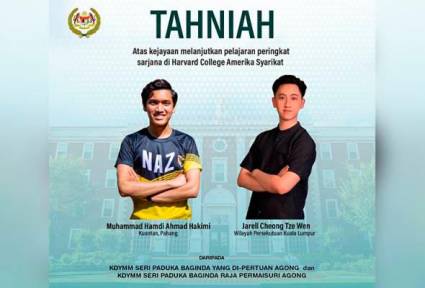 TAHNIAH
Atas kejayaan melanjutkan pelajaran peringkat
sarjana di Harvard College Amerika Syarikat
NAZ
Muhammad Hamdi Ahmad Hakimi
Kuantan, Pahang
Jarell Cheong Tze Wen
Wilayah Persekutuan Kuala Lumpur
DARIPADA
KDYMM SERI PADUKA BAGINDA YANG DI-PERTUAN AGONG dan
KDYMM SERI PADUKA BAGINDA RAJA PERMAISURI AGONG